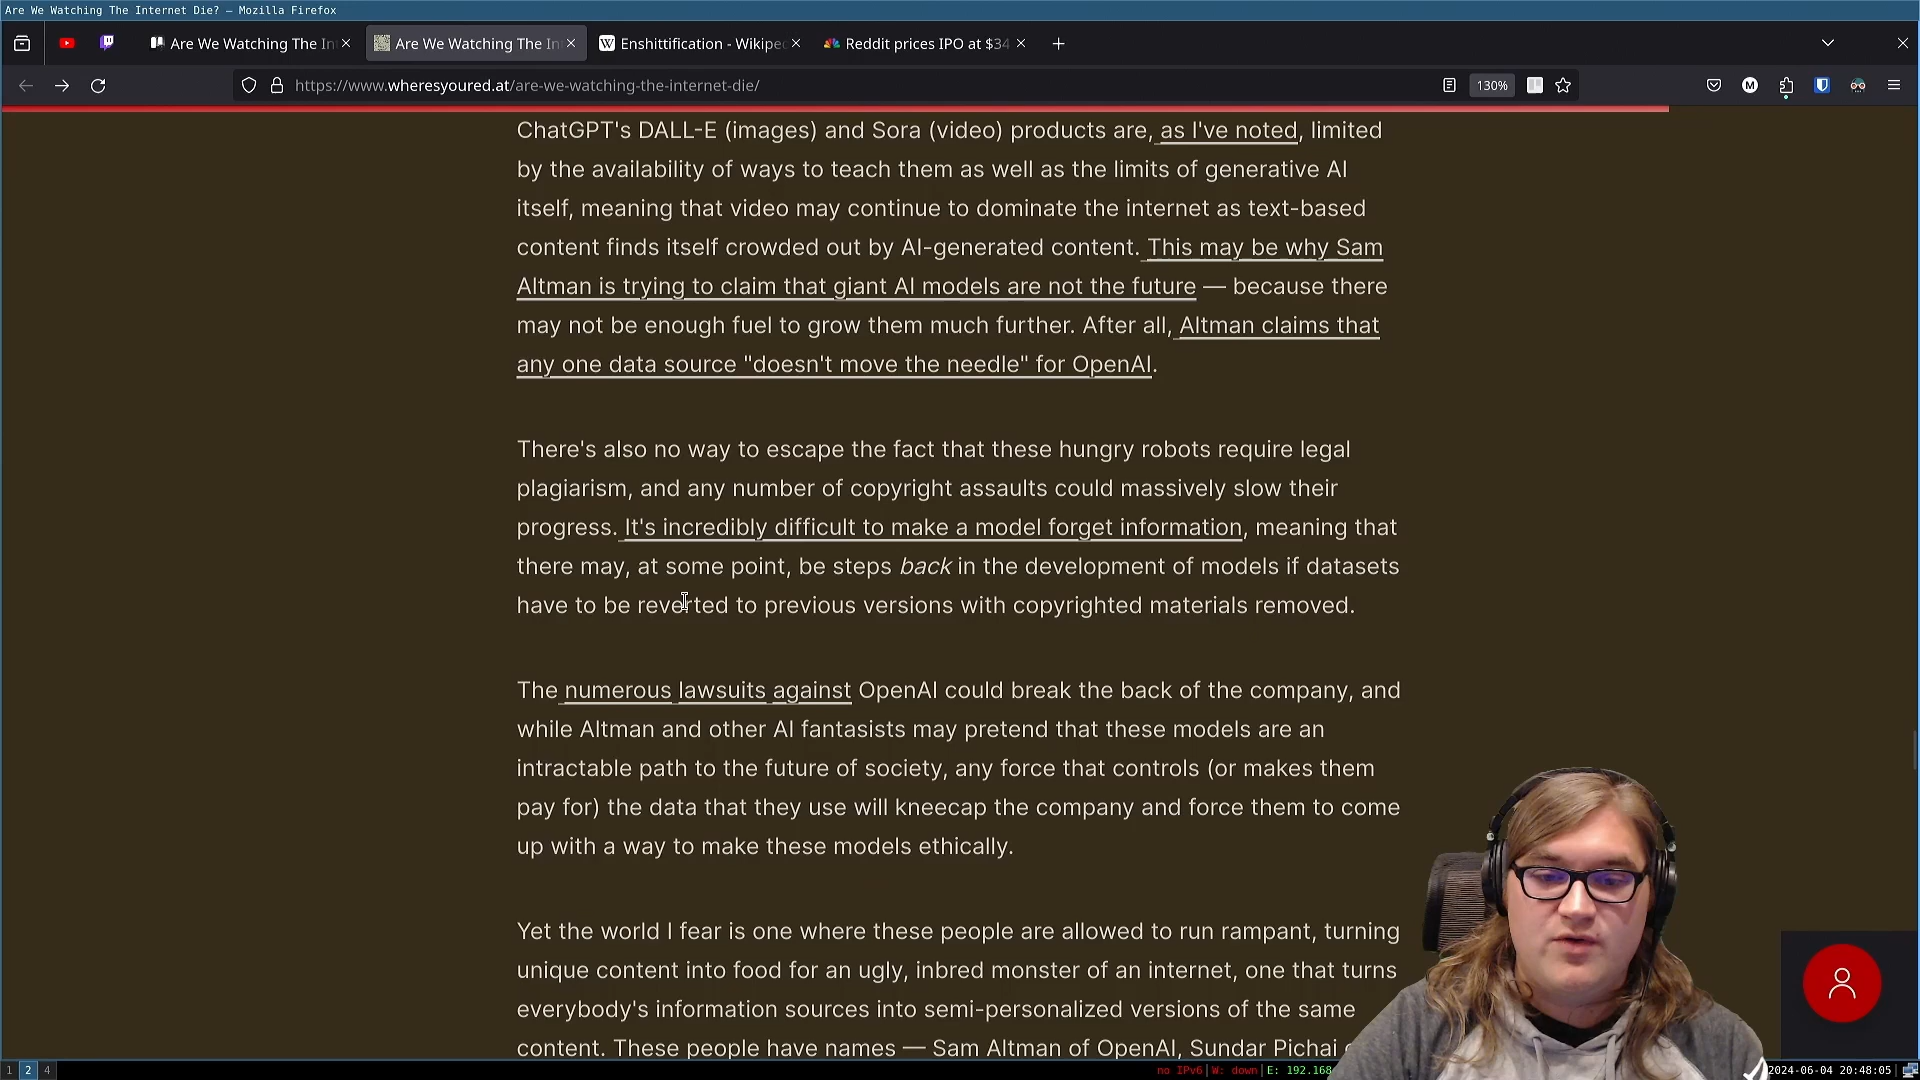 Are We Watching The Internet Die? — Mozilla Firefox
Are We Watching The In
Are We Watching The In
Enshittification - Wikiped
Reddit prices IPO at $34
https://www.wheresyoured.at/are-we-watching-the-internet-die/
130%
ChatGPT's DALL-E (images) and Sora (video) products are, as I've noted, limited
by the availability of ways to teach them as well as the limits of generative AI
itself, meaning that video may continue to dominate the internet as text-based
content finds itself crowded out by AI-generated content. This may be why Sam
Altman is trying to claim that giant AI models are not the future — because there
may not be enough fuel to grow them much further. After all, Altman claims that
any one data source "doesn't move the needle" for OpenAI.
There's also no way to escape the fact that these hungry robots require legal
plagiarism, and any number of copyright assaults could massively slow their
progress. It's incredibly difficult to make a model forget information, meaning that
there may, at some point, be steps back in the development of models if datasets
have to be reverted to previous versions with copyrighted materials removed.
The numerous lawsuits against OpenAI could break the back of the company, and
while Altman and other AI fantasists may pretend that these models are an
intractable path to the future of society, any force that controls (or makes them
pay for) the data that they use will kneecap the company and force them to come
up with a way to make these models ethically.
Yet the world I fear is one where these people are allowed to run rampant, turning
unique content into food for an ugly, inbred monster of an internet, one that turns
everybody's information sources into semi-personalized versions of the same
content. These people have names — Sam Altman of OpenAI, Sundar Pichai
1 2 4
no IPv6|W: down|E: 192.168
2024-06-04 20:48:05